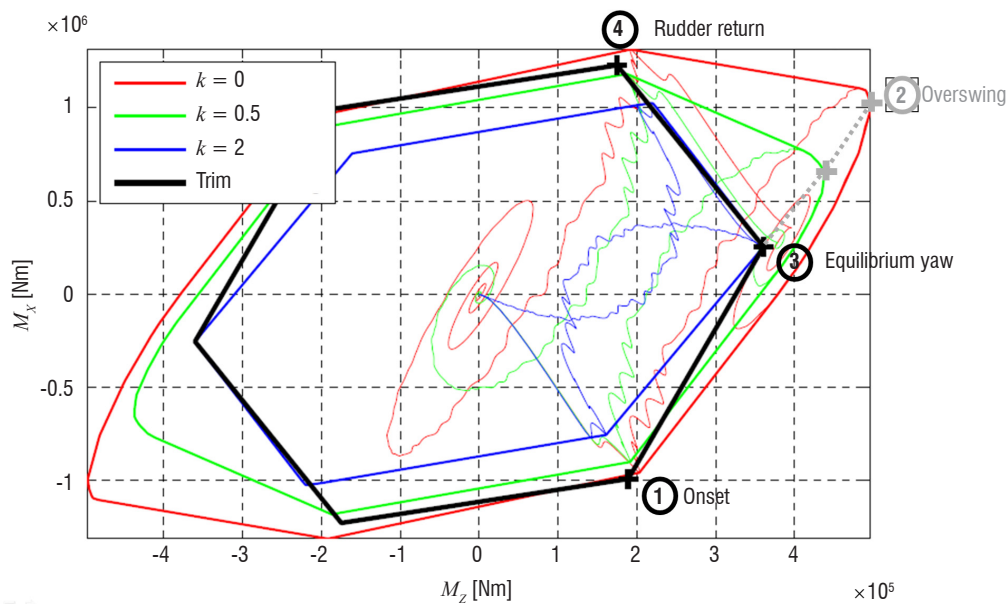 ×10⁶
4 Rudder return
k = 0
k = 0.5
k = 2
Trim
2 Overswing
1
0.5
0
-0.5
-1
M_X [Nm]
3 Equilibrium yaw
1 Onset
-4 -3 -2 -1 0 1 2 3 4
M_Z [Nm]
×10⁵